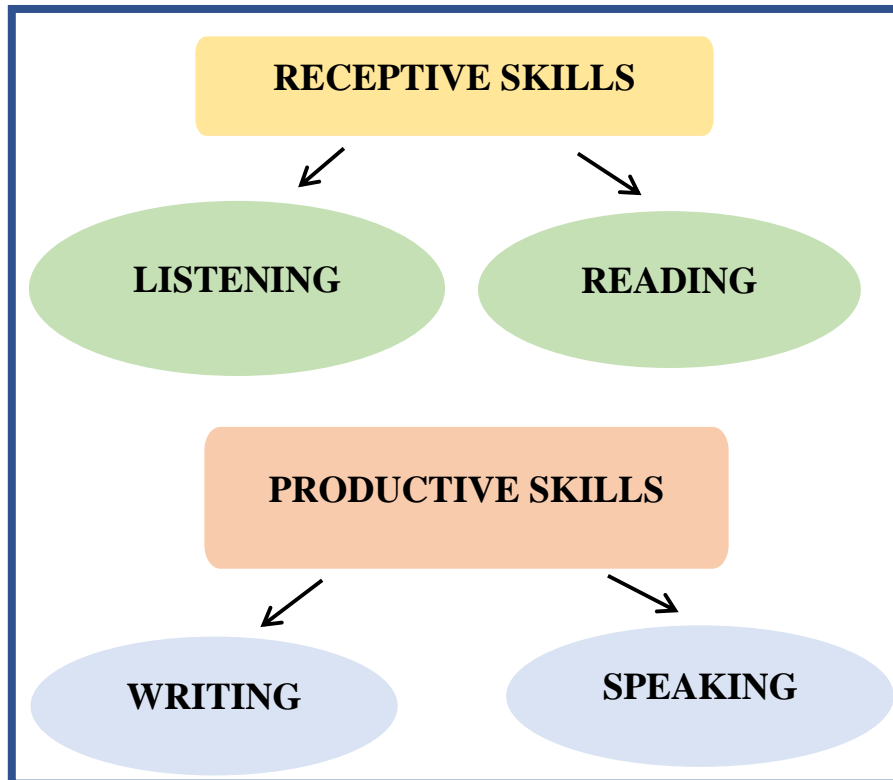 RECEPTIVE SKILLS
LISTENING
READING
PRODUCTIVE SKILLS
WRITING
SPEAKING